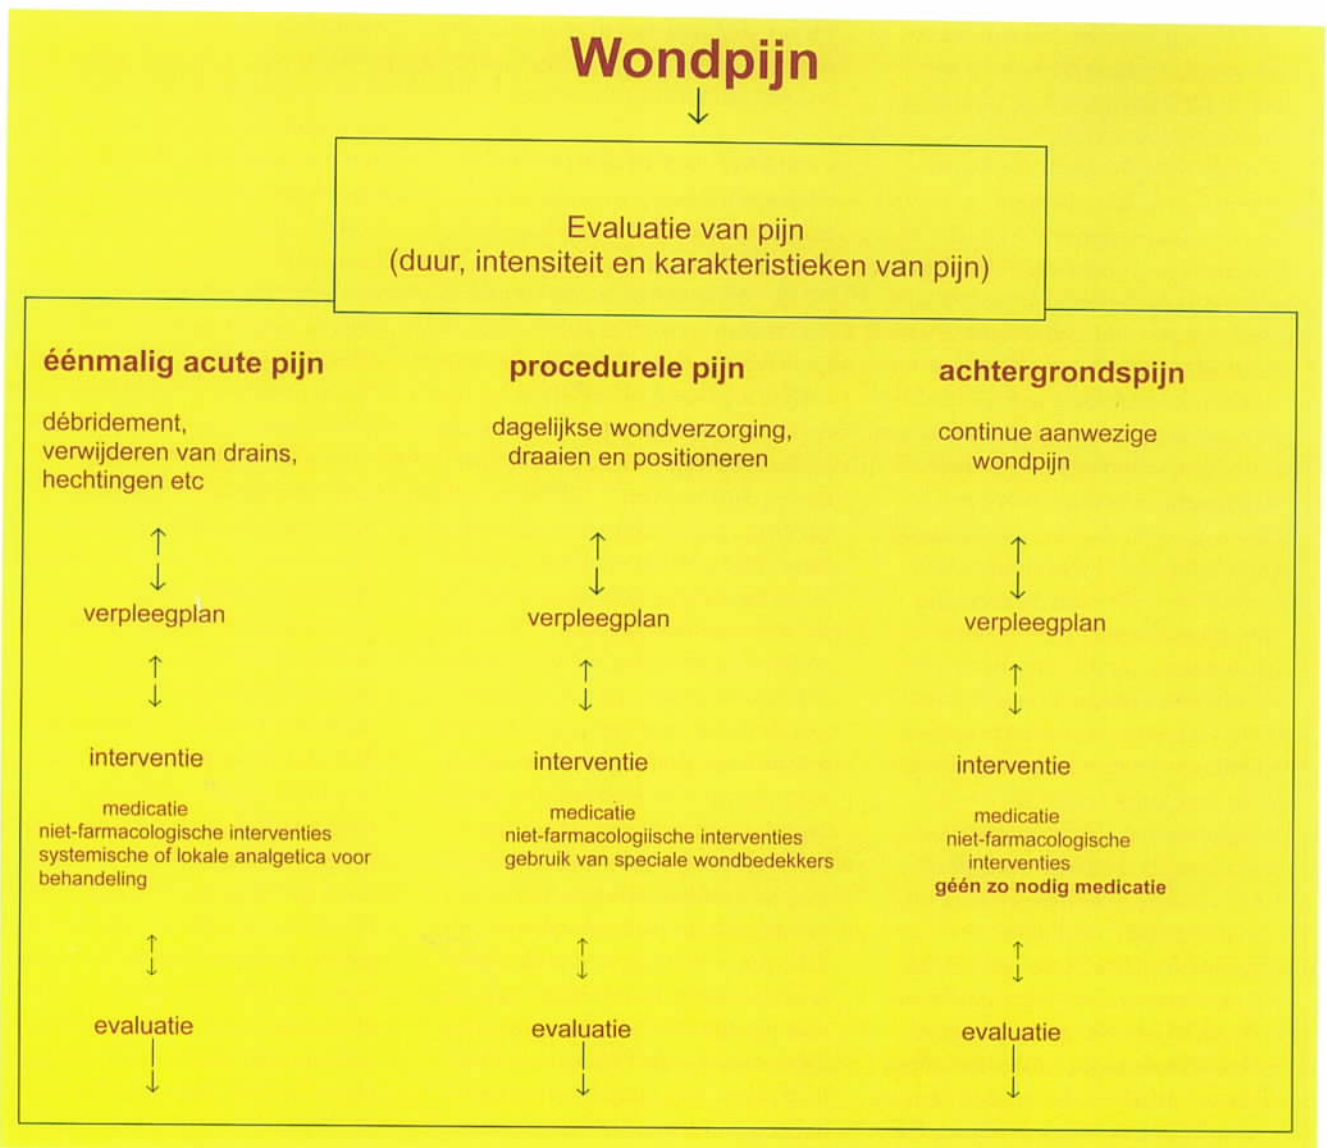 Wondpijn
Evaluatie van pijn
(duur, intensiteit en karakteristieken van pijn)
éénmalig acute pijn
débridement,
verwijderen van drains,
hechtingen etc
verpleegplan
interventie
medicatie
niet-farmacologische interventies
systemische of lokale analgetica voor
behandeling
evaluatie
procedurele pijn
dagelijkse wondverzorging,
draaien en positioneren
verpleegplan
interventie
medicatie
niet-farmacologiische interventies
gebruik van speciale wondbedekkers
evaluatie
achtergrondspijn
continue aanwezige
wondpijn
verpleegplan
interventie
medicatie
niet-farmacologische
interventies
géén zo nodig medicatie
evaluatie